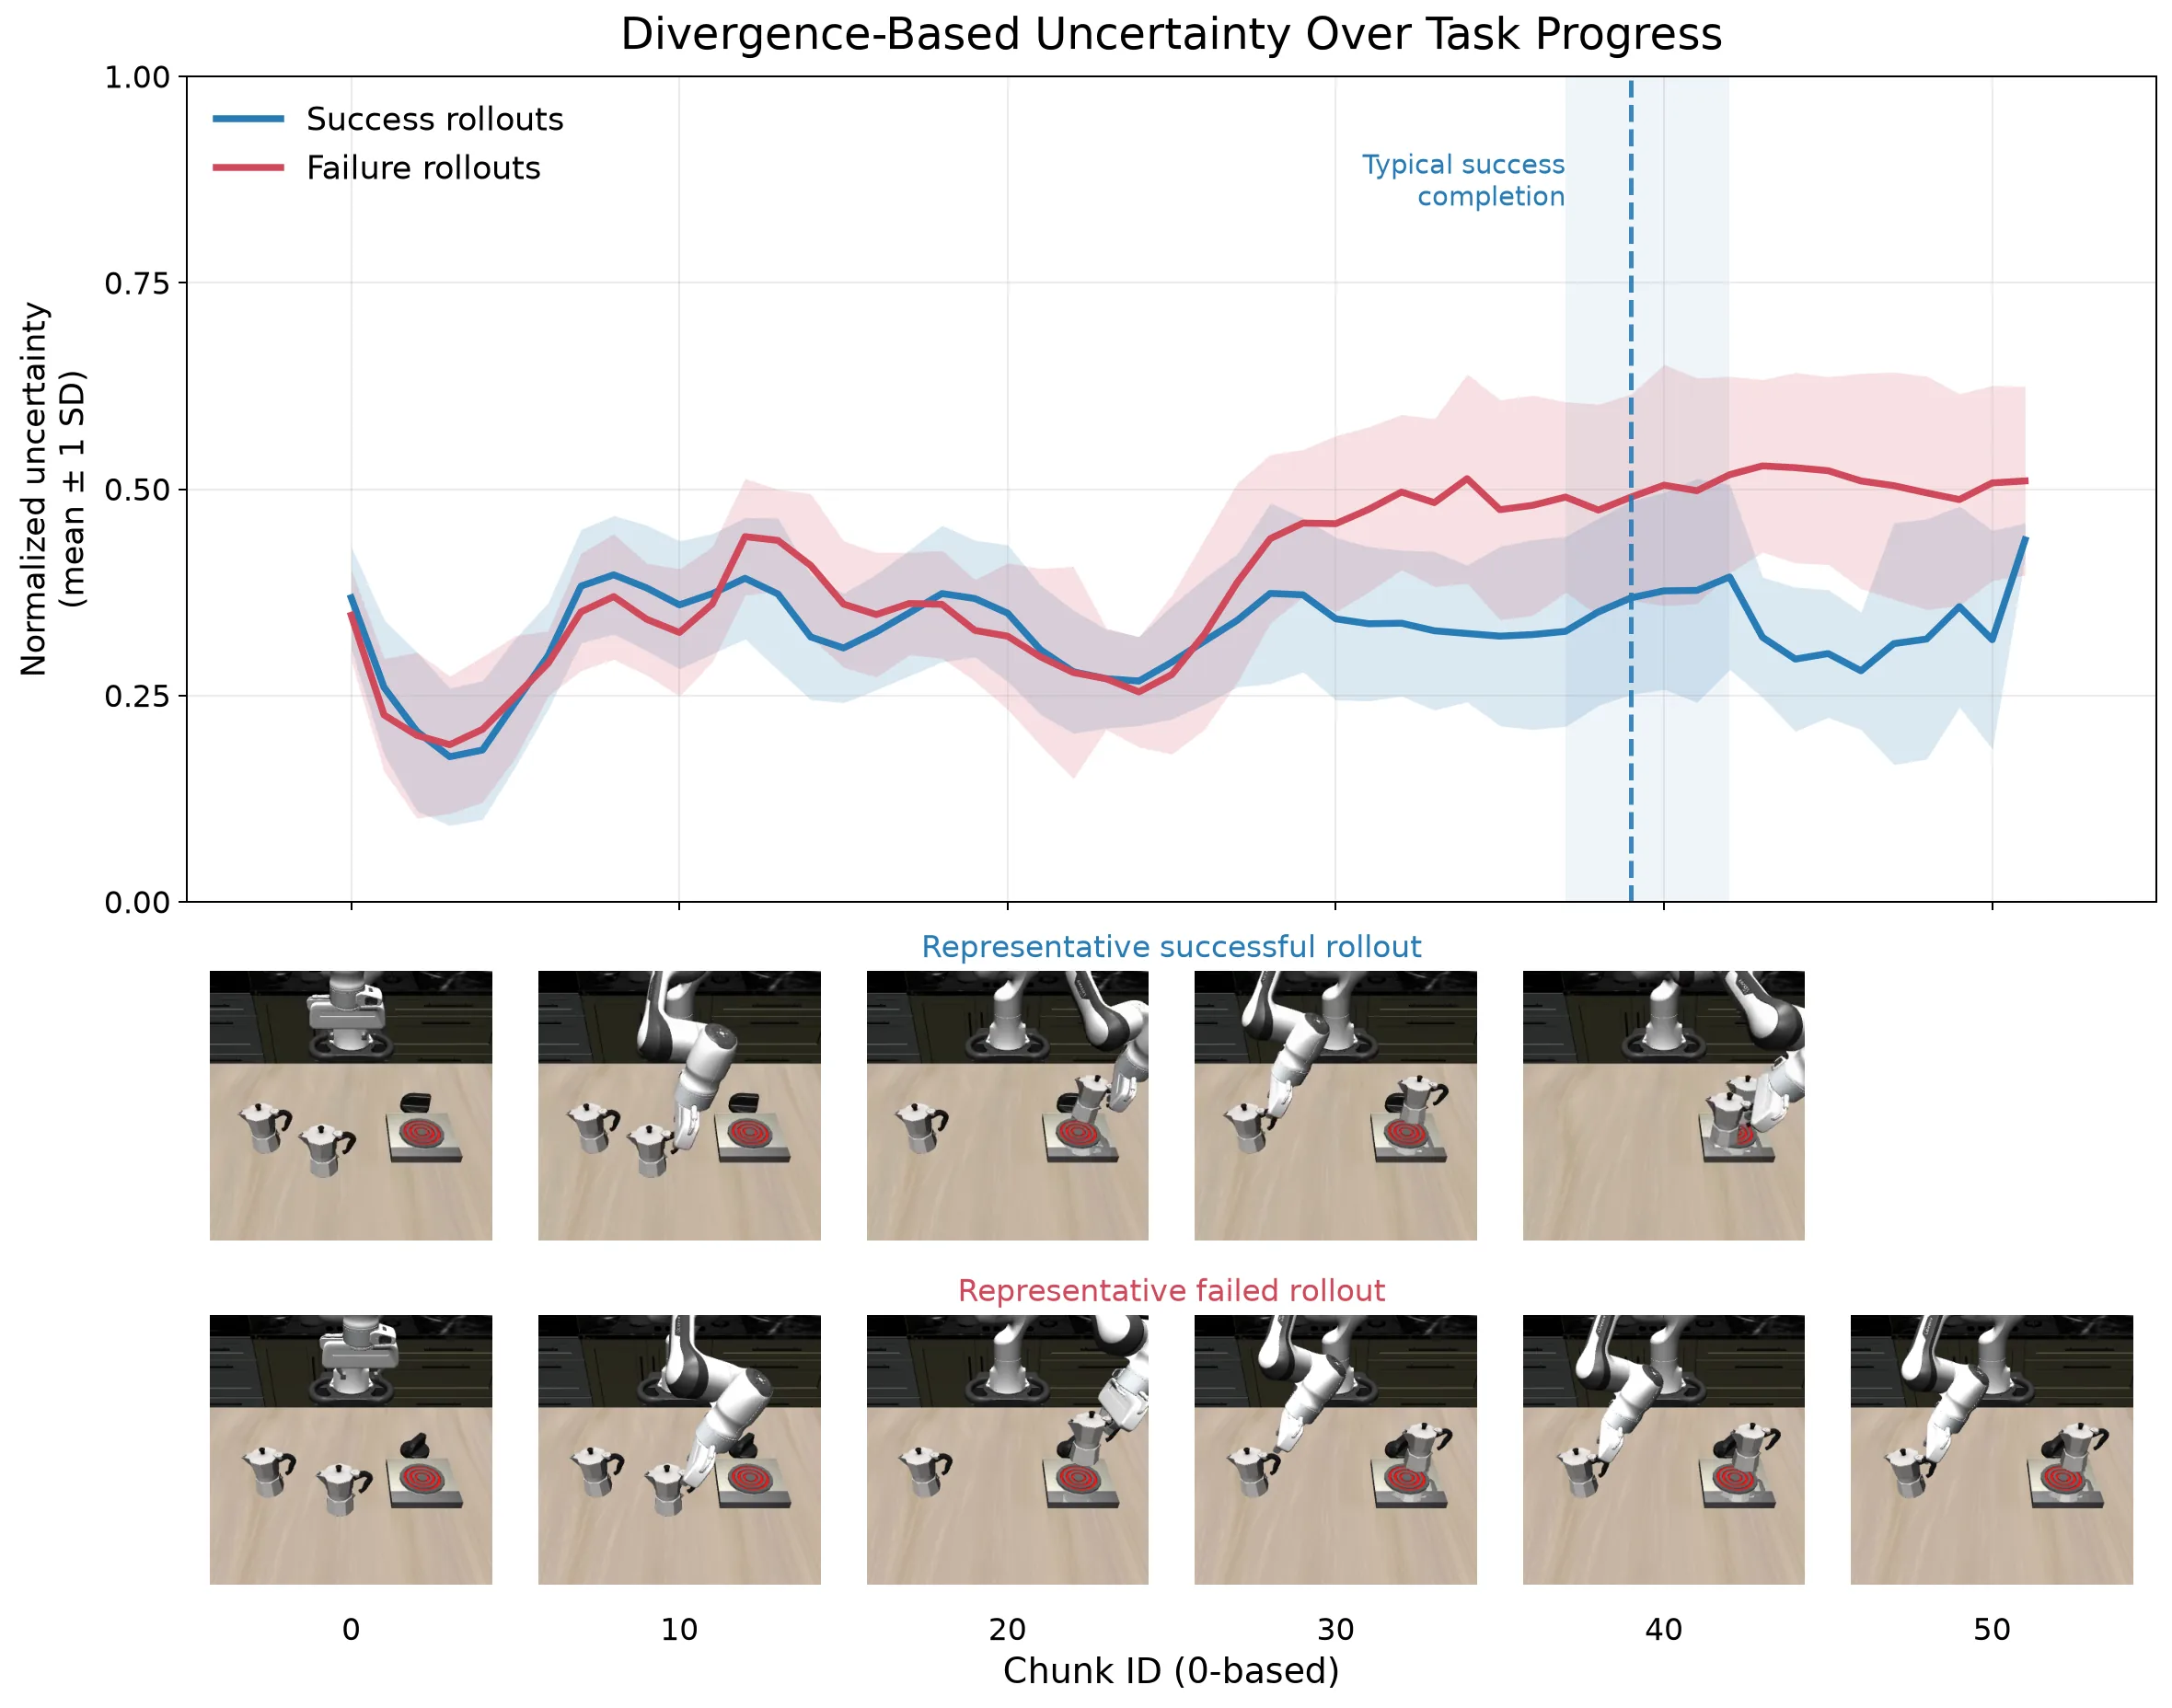 Divergence-Based Uncertainty Over Task Progress
1.00
0.75
0.50
0.25
0.00
Normalized uncertainty
(mean ± 1 SD)
Success rollouts
Failure rollouts
Typical success
completion
Representative successful rollout
Representative failed rollout
0 10 20 30 40 50
Chunk ID (0-based)